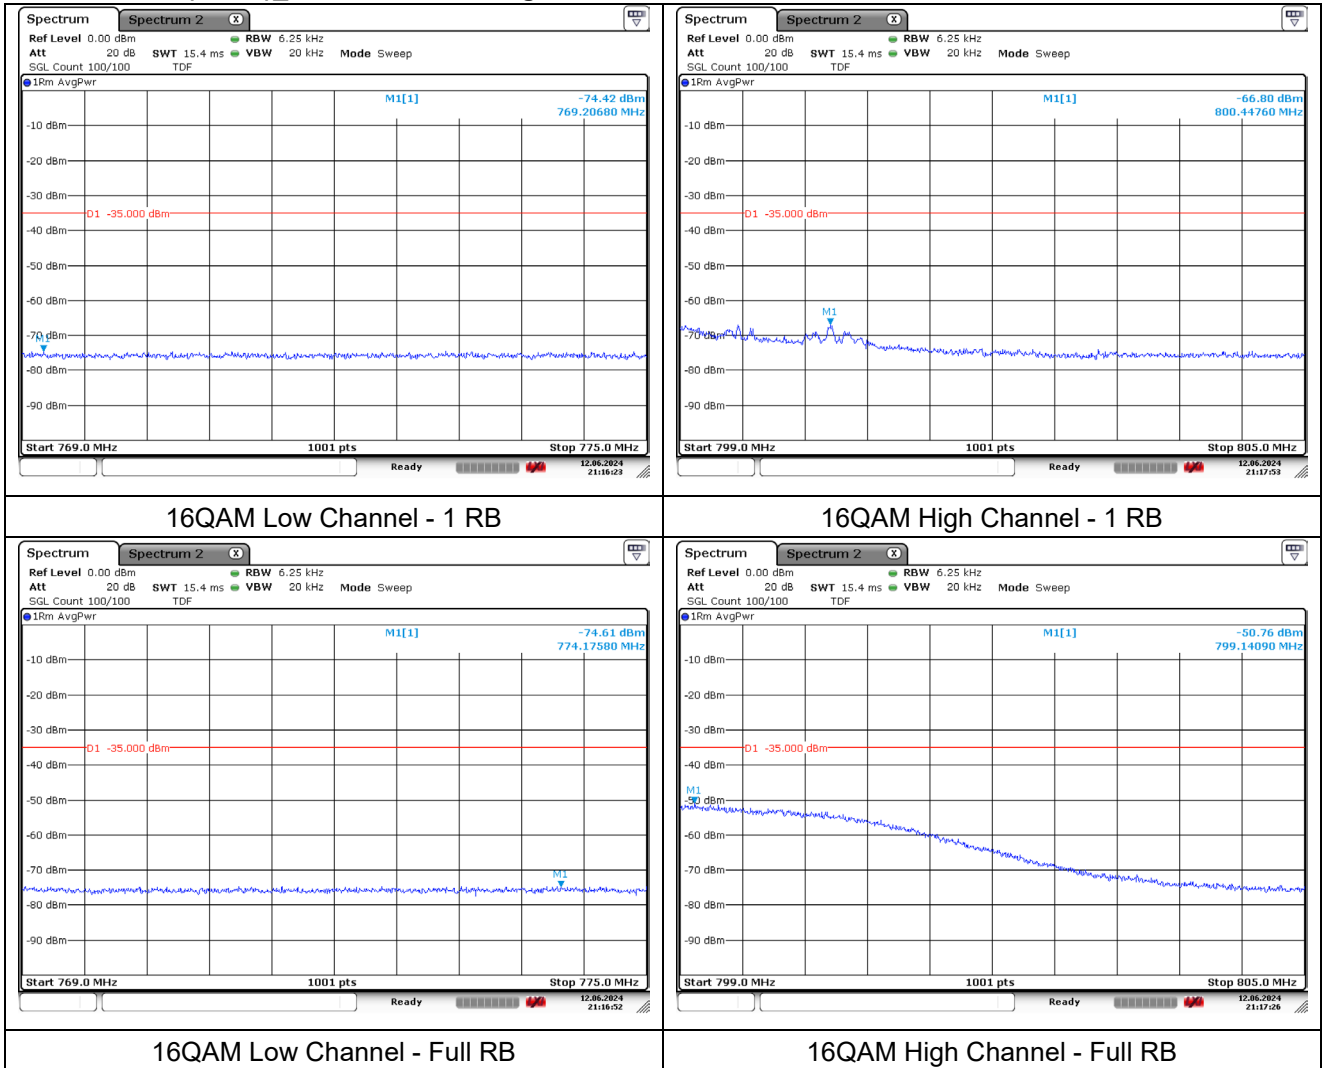 Spectrum Spectrum 2 X
Ref Level 0.00 dBm RBW 6.25 kHz
Att 20 dB SWT 15.4 ms VBW 20 kHz Mode Sweep
SGL Count 100/100 TDF
1Rm AvgPwr
M1[1] -74.42 dBm
769.20680 MHz
-10 dBm
-20 dBm
-30 dBm
D1 -35.000 dBm
-40 dBm
-50 dBm
-60 dBm
-70 dBm
M1
-80 dBm
-90 dBm
Start 769.0 MHz 1001 pts Stop 775.0 MHz
Ready 12.06.2024
21:16:23
Spectrum Spectrum 2 X
Ref Level 0.00 dBm RBW 6.25 kHz
Att 20 dB SWT 15.4 ms VBW 20 kHz Mode Sweep
SGL Count 100/100 TDF
1Rm AvgPwr
M1[1] -66.80 dBm
800.44760 MHz
-10 dBm
-20 dBm
-30 dBm
D1 -35.000 dBm
-40 dBm
-50 dBm
-60 dBm
M1
-70 dBm
-80 dBm
-90 dBm
Start 799.0 MHz 1001 pts Stop 805.0 MHz
Ready 12.06.2024
21:17:53
16QAM Low Channel - 1 RB
16QAM High Channel - 1 RB
Spectrum Spectrum 2 X
Ref Level 0.00 dBm RBW 6.25 kHz
Att 20 dB SWT 15.4 ms VBW 20 kHz Mode Sweep
SGL Count 100/100 TDF
1Rm AvgPwr
M1[1] -74.61 dBm
774.17580 MHz
-10 dBm
-20 dBm
-30 dBm
D1 -35.000 dBm
-40 dBm
-50 dBm
-60 dBm
-70 dBm
M1
-80 dBm
-90 dBm
Start 769.0 MHz 1001 pts Stop 775.0 MHz
Ready 12.06.2024
21:16:52
Spectrum Spectrum 2 X
Ref Level 0.00 dBm RBW 6.25 kHz
Att 20 dB SWT 15.4 ms VBW 20 kHz Mode Sweep
SGL Count 100/100 TDF
1Rm AvgPwr
M1[1] -50.76 dBm
799.14090 MHz
-10 dBm
-20 dBm
-30 dBm
D1 -35.000 dBm
-40 dBm
M1
-50 dBm
-60 dBm
-70 dBm
-80 dBm
-90 dBm
Start 799.0 MHz 1001 pts Stop 805.0 MHz
Ready 12.06.2024
21:17:26
16QAM Low Channel - Full RB
16QAM High Channel - Full RB